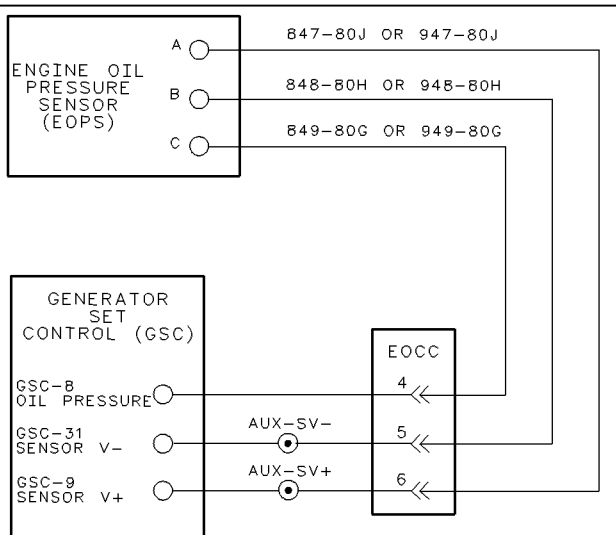 ENGINE OIL
PRESSURE
SENSOR
(EOPS)
A
847-80J OR 947-80J
B
848-80H OR 948-80H
C
849-80G OR 949-80G
GENERATOR
SET
CONTROL (GSC)
EOCC
GSC-8
OIL PRESSURE
4
GSC-31
SENSOR V-
AUX-SV-
5
GSC-9
SENSOR V+
AUX-SV+
6